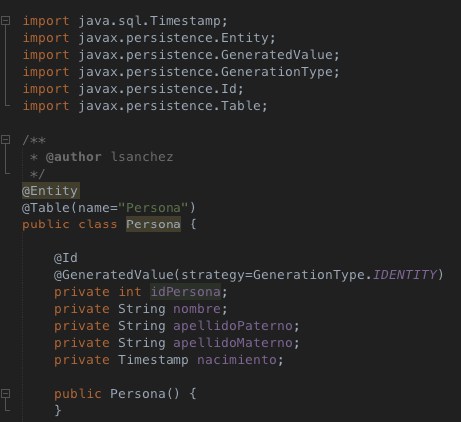 import java.sql.Timestamp;
import javax.persistence.Entity;
import javax.persistence.GeneratedValue;
import javax.persistence.GenerationType;
import javax.persistence.Id;
import javax.persistence.Table;
/**
* @author lsanchez
*/
@Entity
@Table(name="Persona")
public class Persona {
@Id
@GeneratedValue(strategy=GenerationType.IDENTITY)
private int idPersona;
private String nombre;
private String apellidoPaterno;
private String apellidoMaterno;
private Timestamp nacimiento;
public Persona() {
}